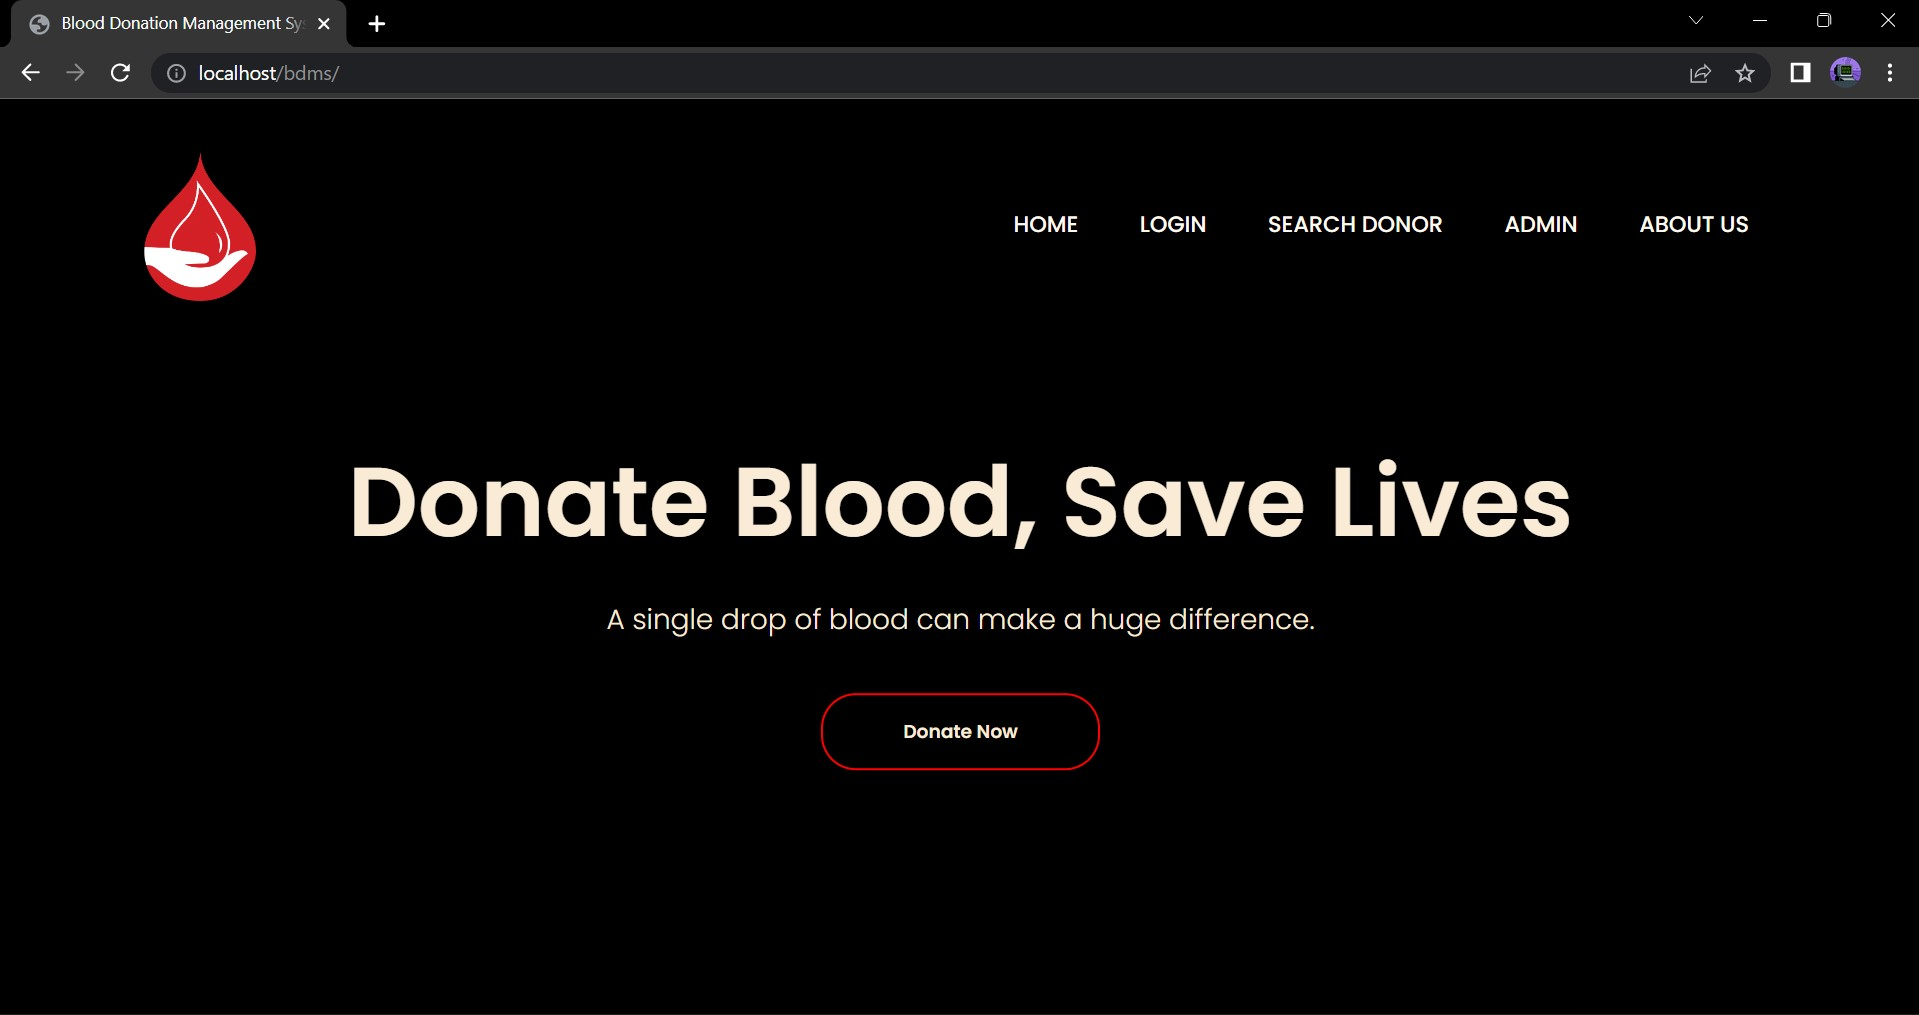 Blood Donation Management Sy
localhost/bdms/
HOME LOGIN SEARCH DONOR ADMIN ABOUT US
Donate Blood, Save Lives
A single drop of blood can make a huge difference.
Donate Now